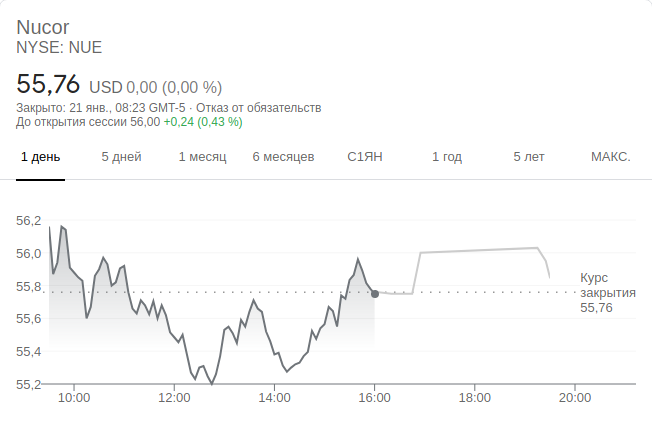 Nucor
NYSE: NUE
55,76 USD 0,00 (0,00 %)
Закрыто: 21 янв., 08:23 GMT-5 · Отказ от обязательств
До открытия сессии 56,00 +0,24 (0,43 %)
1 день 5 дней 1 месяц 6 месяцев С1ЯН 1 год 5 лет МАКС.
56,2
56,0
55,8
55,6
55,4
55,2
Курс
закрытия
55,76
10:00 12:00 14:00 16:00 18:00 20:00